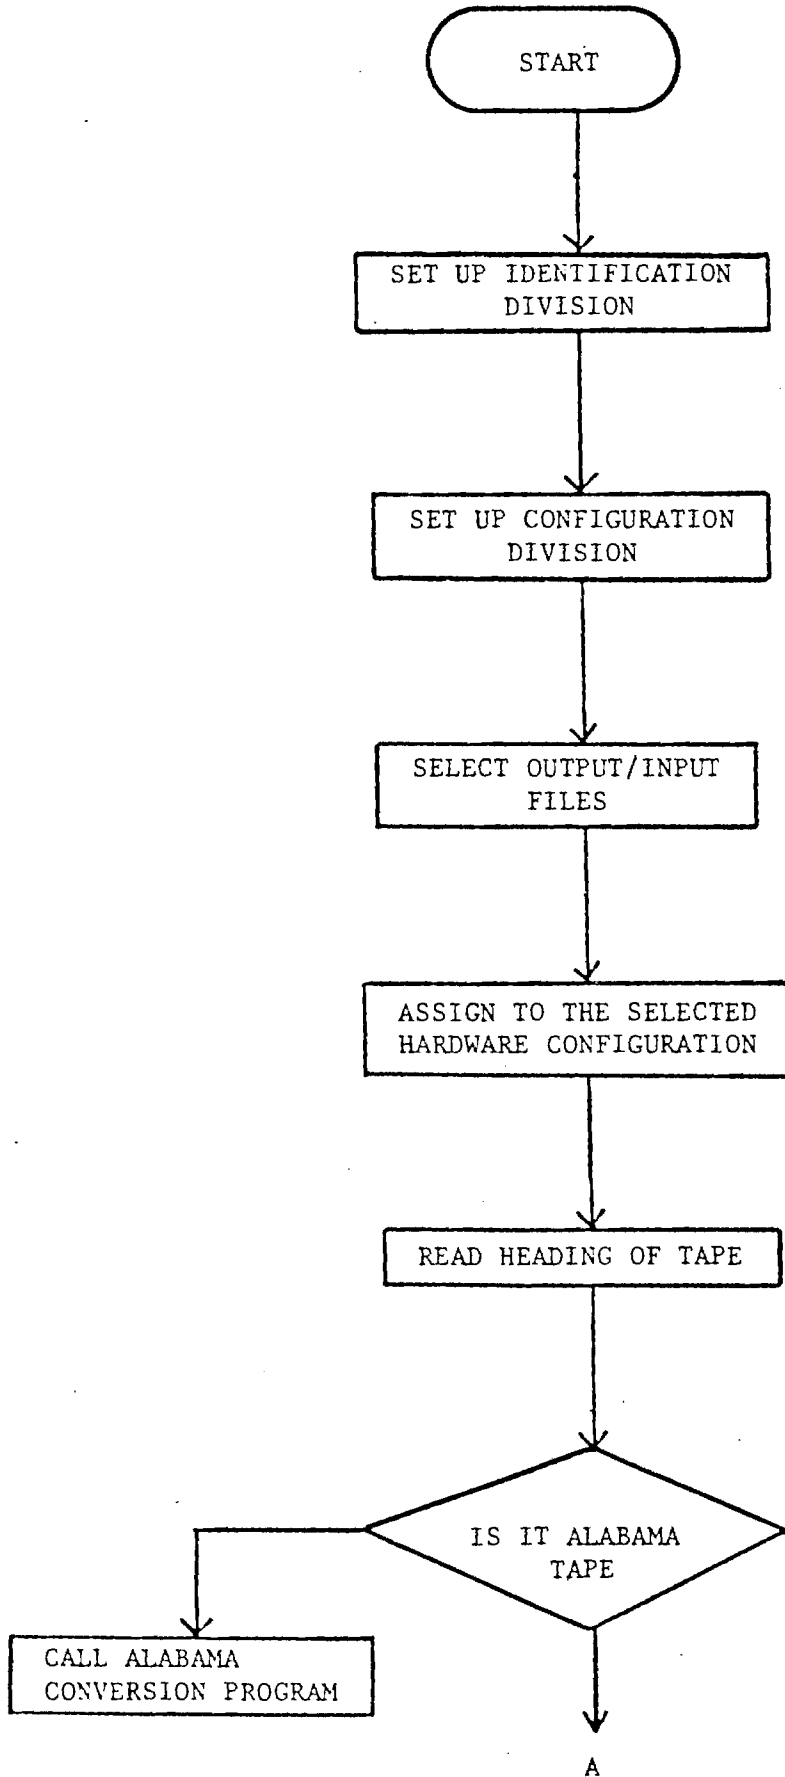 START
SET UP IDENTIFICATION
DIVISION
SET UP CONFIGURATION
DIVISION
SELECT OUTPUT/INPUT
FILES
ASSIGN TO THE SELECTED
HARDWARE CONFIGURATION
READ HEADING OF TAPE
IS IT ALABAMA
TAPE
CALL ALABAMA
CONVERSION PROGRAM
A